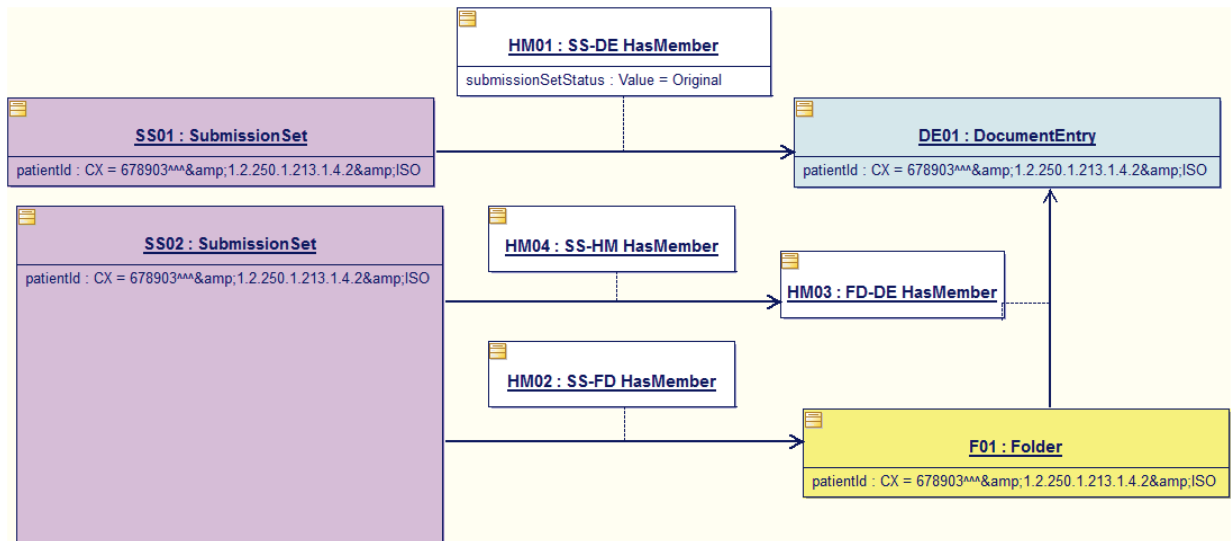 HM01 : SS-DE HasMember
submissionSetStatus : Value = Original
SS01 : SubmissionSet
patientId : CX = 678903^^^&amp;1.2.250.1.213.1.4.2&amp;ISO
DE01 : DocumentEntry
patientId : CX = 678903^^^&amp;1.2.250.1.213.1.4.2&amp;ISO
SS02 : SubmissionSet
patientId : CX = 678903^^^&amp;1.2.250.1.213.1.4.2&amp;ISO
HM04 : SS-HM HasMember
HM03 : FD-DE HasMember
HM02 : SS-FD HasMember
F01 : Folder
patientId : CX = 678903^^^&amp;1.2.250.1.213.1.4.2&amp;ISO